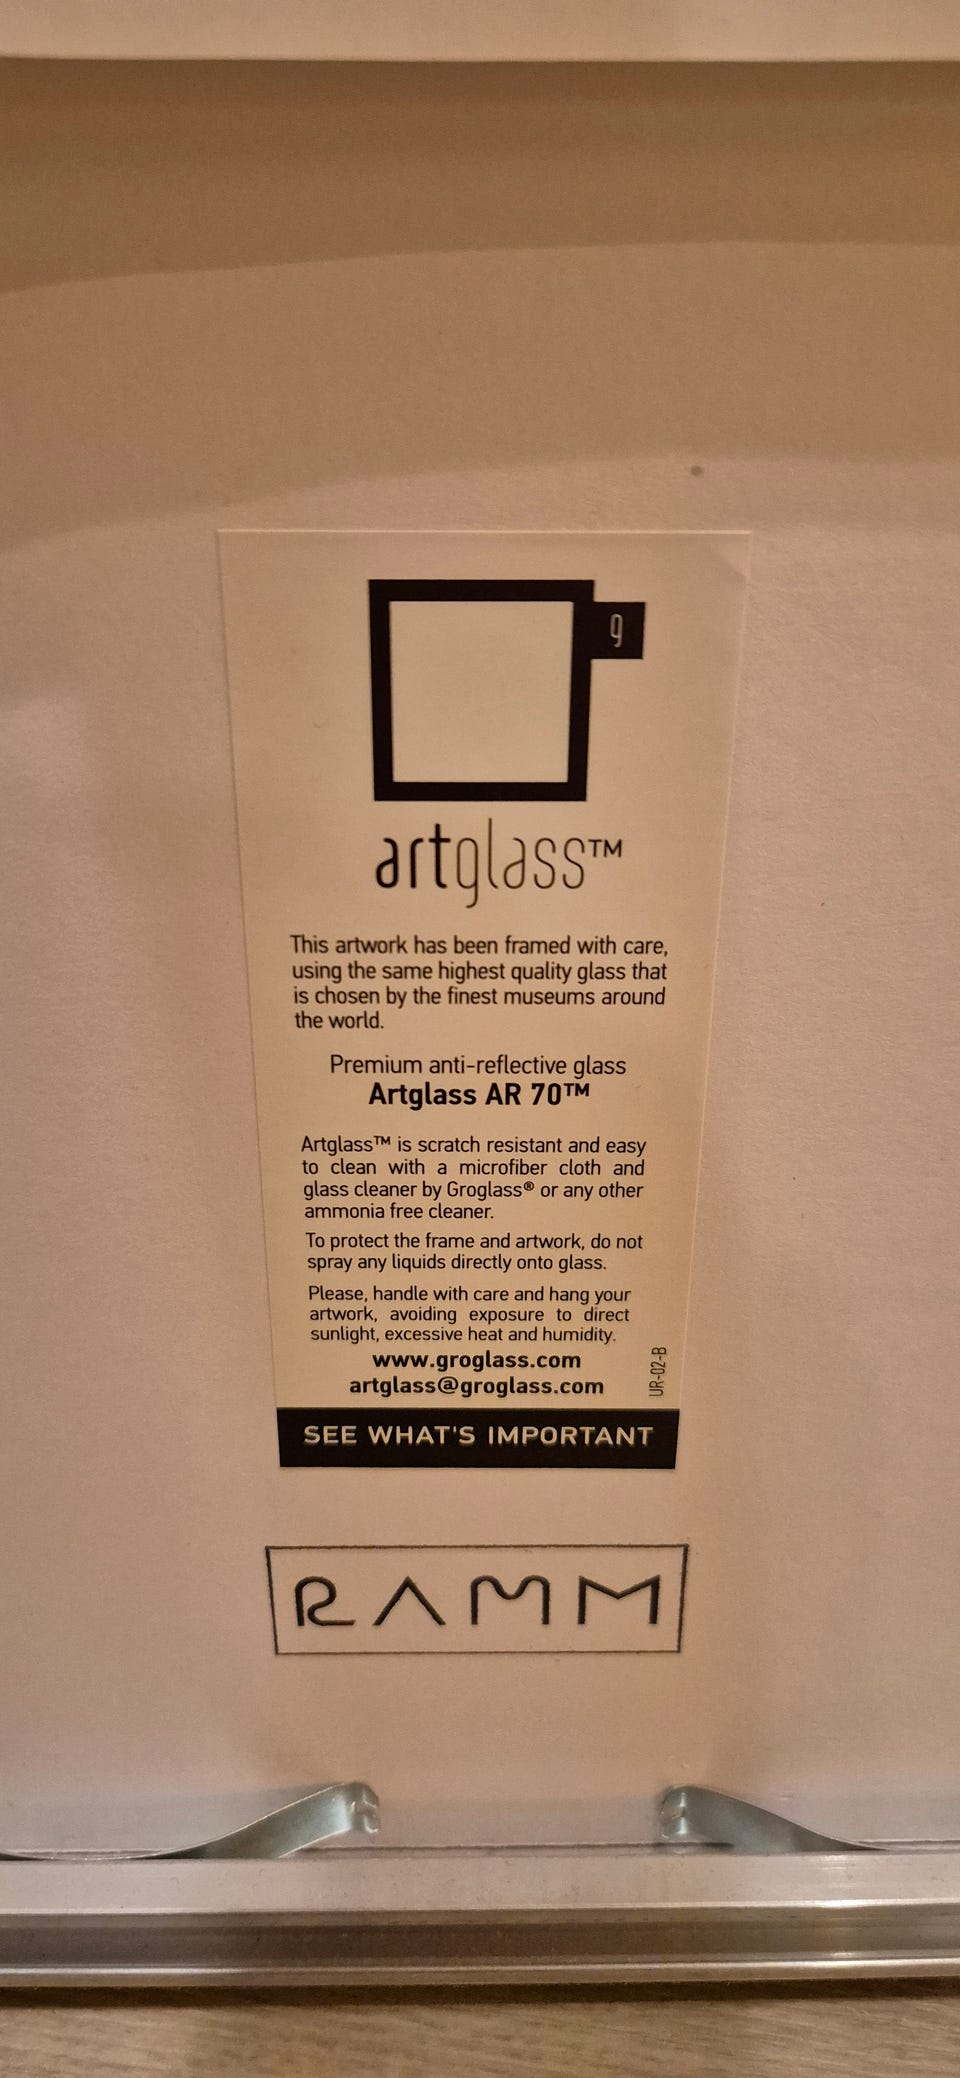 g
artglass™
This artwork has been framed with care,
using the same highest quality glass that
is chosen by the finest museums around
the world.
Premium anti-reflective glass
Artglass AR 70™
Artglass™ is scratch resistant and easy
to clean with a microfiber cloth and
glass cleaner by Groglass® or any other
ammonia free cleaner.
To protect the frame and artwork, do not
spray any liquids directly onto glass.
Please, handle with care and hang your
artwork, avoiding exposure to direct
sunlight, excessive heat and humidity.
www.groglass.com
artglass@groglass.com
UR-02-B
SEE WHAT'S IMPORTANT
RAMM